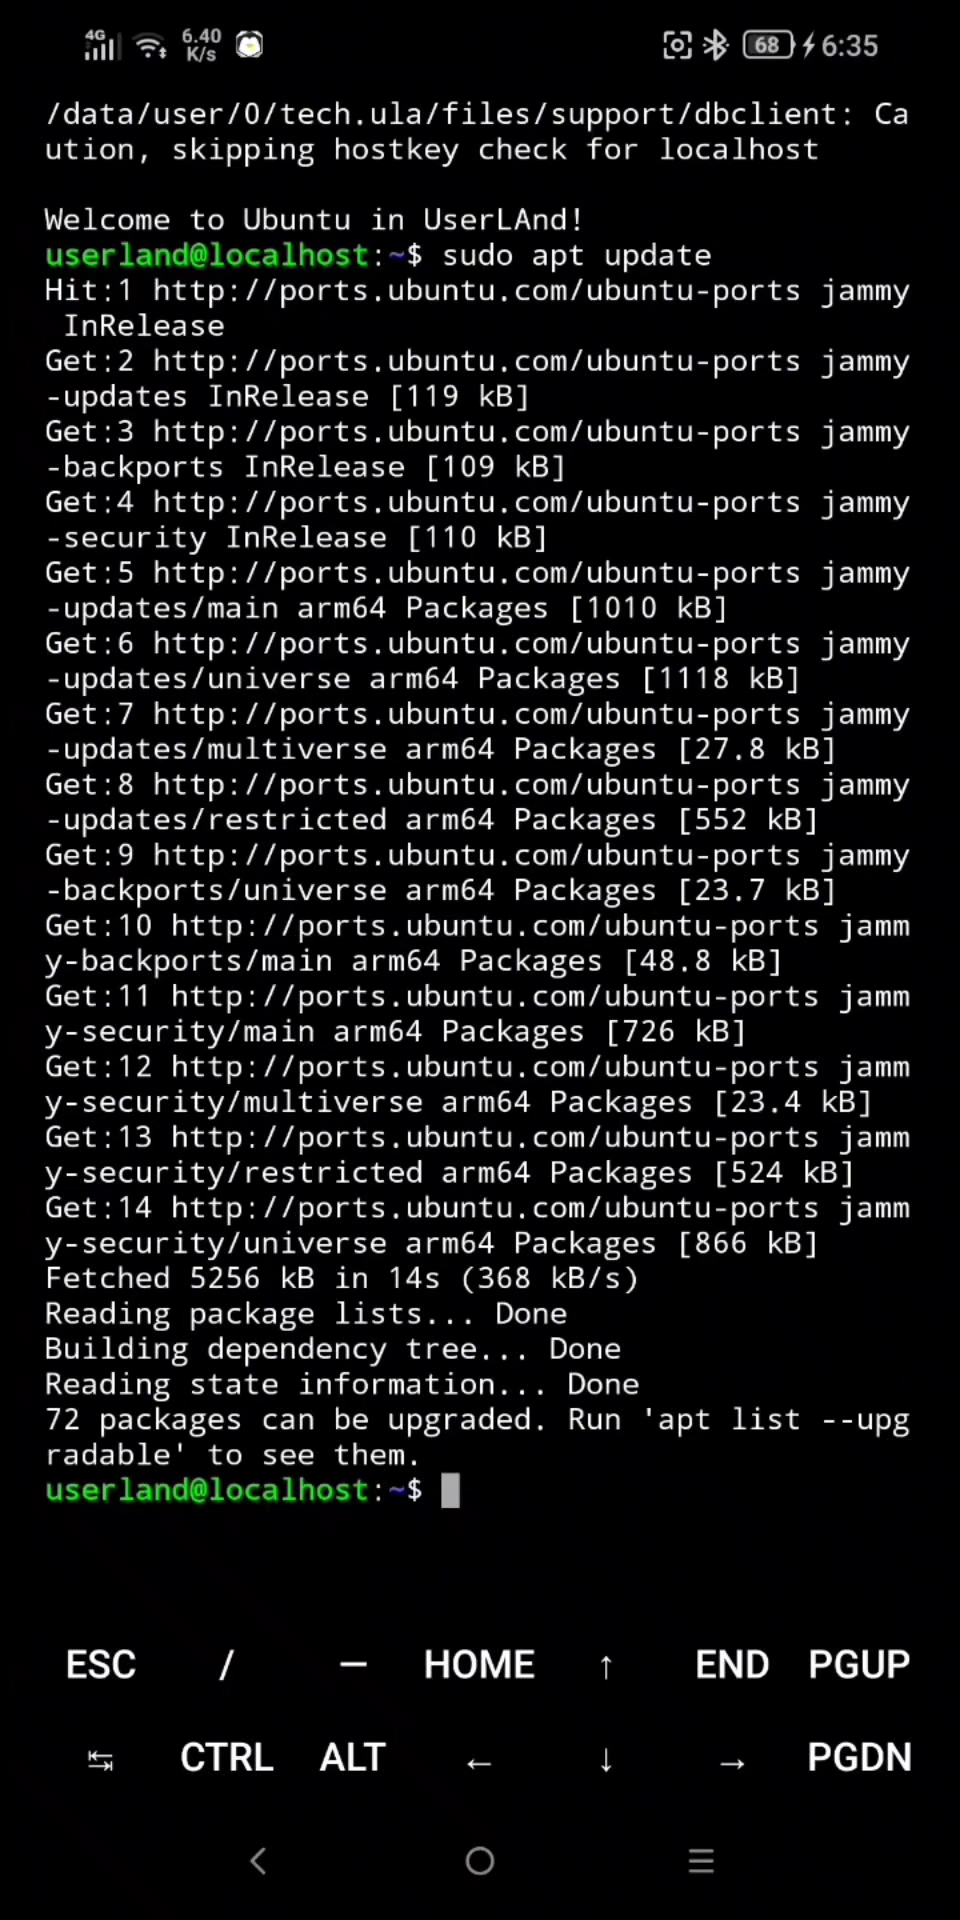 4G 6.40 K/s 68 6:35
/data/user/0/tech.ula/files/support/dbclient: Ca
ution, skipping hostkey check for localhost
Welcome to Ubuntu in UserLAnd!
userland@localhost:~$ sudo apt update
Hit:1 http://ports.ubuntu.com/ubuntu-ports jammy
 InRelease
Get:2 http://ports.ubuntu.com/ubuntu-ports jammy
-updates InRelease [119 kB]
Get:3 http://ports.ubuntu.com/ubuntu-ports jammy
-backports InRelease [109 kB]
Get:4 http://ports.ubuntu.com/ubuntu-ports jammy
-security InRelease [110 kB]
Get:5 http://ports.ubuntu.com/ubuntu-ports jammy
-updates/main arm64 Packages [1010 kB]
Get:6 http://ports.ubuntu.com/ubuntu-ports jammy
-updates/universe arm64 Packages [1118 kB]
Get:7 http://ports.ubuntu.com/ubuntu-ports jammy
-updates/multiverse arm64 Packages [27.8 kB]
Get:8 http://ports.ubuntu.com/ubuntu-ports jammy
-updates/restricted arm64 Packages [552 kB]
Get:9 http://ports.ubuntu.com/ubuntu-ports jammy
-backports/universe arm64 Packages [23.7 kB]
Get:10 http://ports.ubuntu.com/ubuntu-ports jamm
y-backports/main arm64 Packages [48.8 kB]
Get:11 http://ports.ubuntu.com/ubuntu-ports jamm
y-security/main arm64 Packages [726 kB]
Get:12 http://ports.ubuntu.com/ubuntu-ports jamm
y-security/multiverse arm64 Packages [23.4 kB]
Get:13 http://ports.ubuntu.com/ubuntu-ports jamm
y-security/restricted arm64 Packages [524 kB]
Get:14 http://ports.ubuntu.com/ubuntu-ports jamm
y-security/universe arm64 Packages [866 kB]
Fetched 5256 kB in 14s (368 kB/s)
Reading package lists... Done
Building dependency tree... Done
Reading state information... Done
72 packages can be upgraded. Run 'apt list --upg
radable' to see them.
userland@localhost:~$
ESC / — HOME ↑ END PGUP
↹ CTRL ALT ← ↓ → PGDN